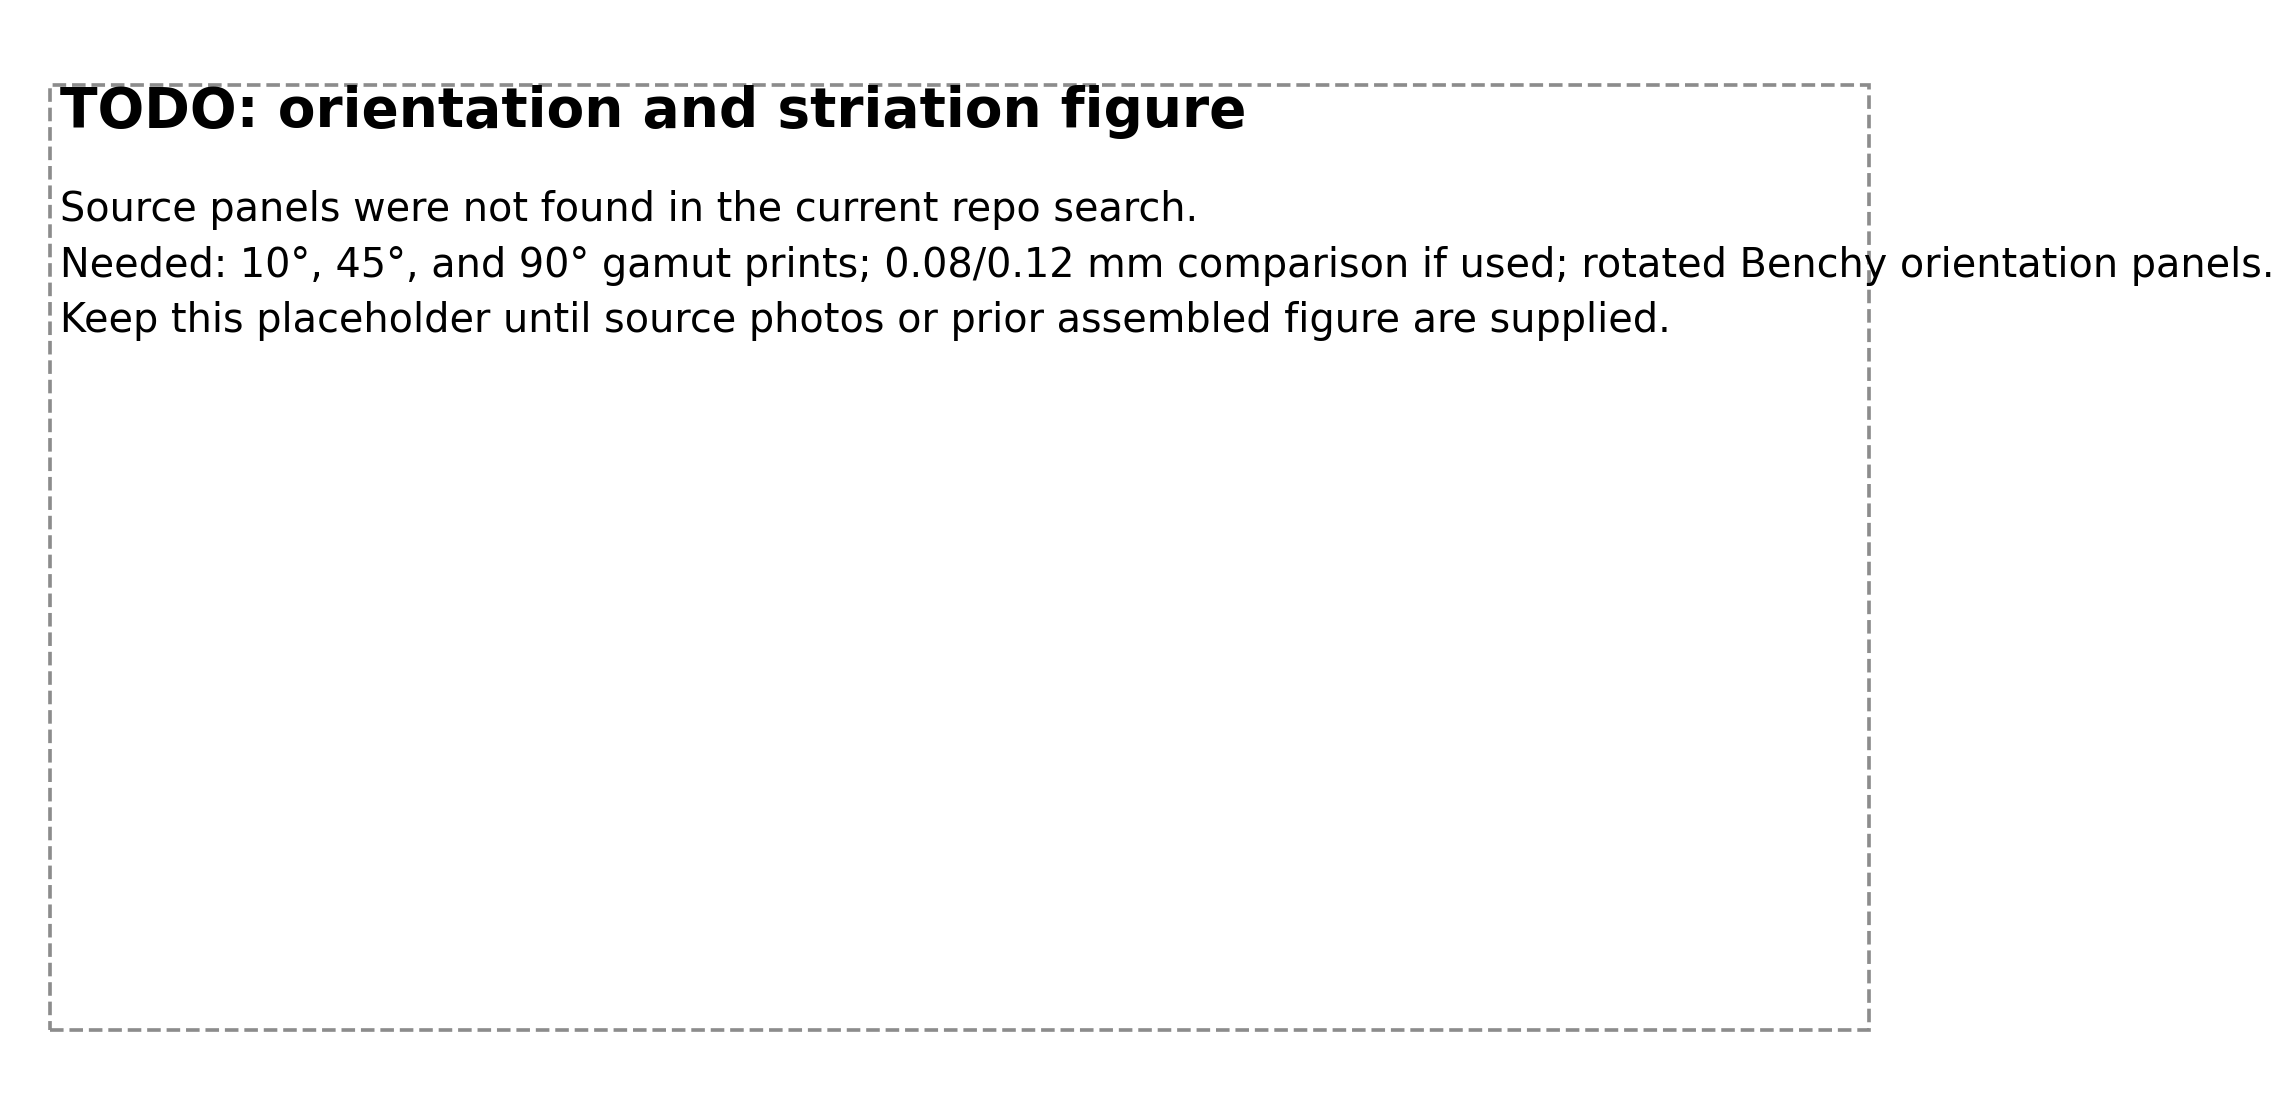 TODO: orientation and striation figure
Source panels were not found in the current repo search.
Needed: 10°, 45°, and 90° gamut prints; 0.08/0.12 mm comparison if used; rotated Benchy orientation panels.
Keep this placeholder until source photos or prior assembled figure are supplied.